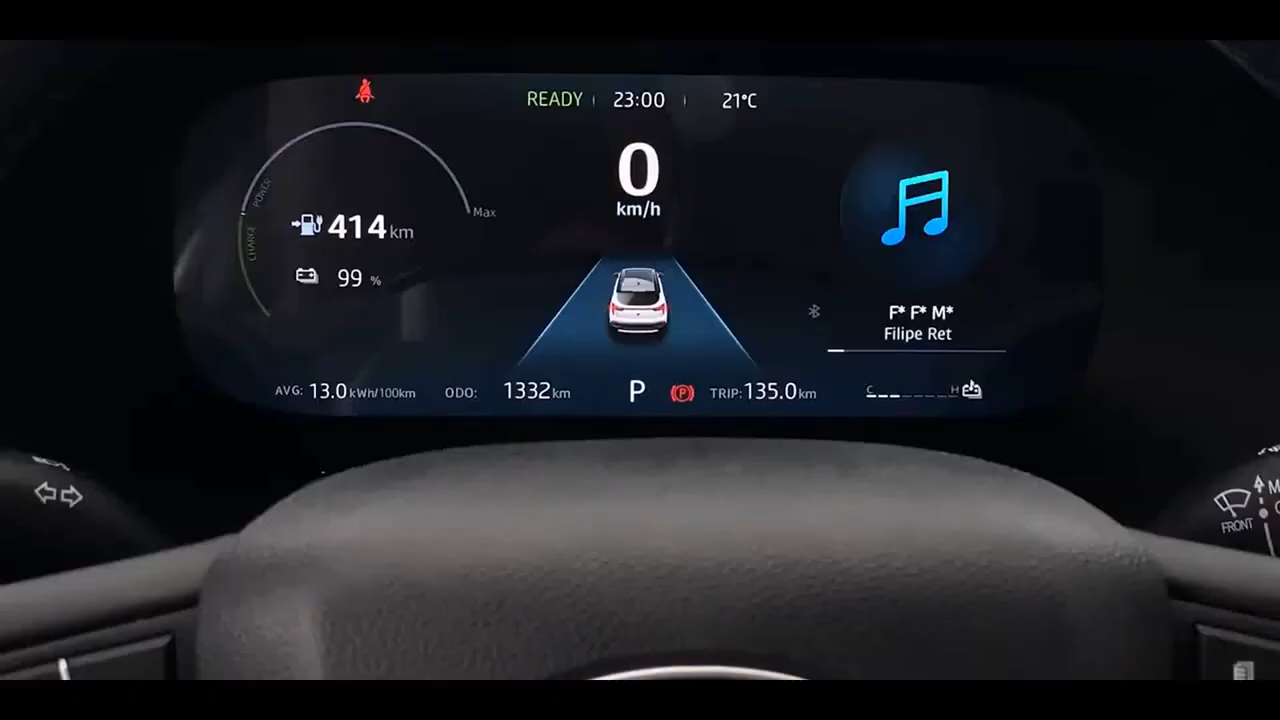 READY 23:00 21°C
0
km/h
POWER
Max
CHARGE
414 km
99 %
F* F* M*
Filipe Ret
AVG: 13.0 kWh/100km ODO: 1332 km P (P) TRIP: 135.0 km C H
FRONT
M